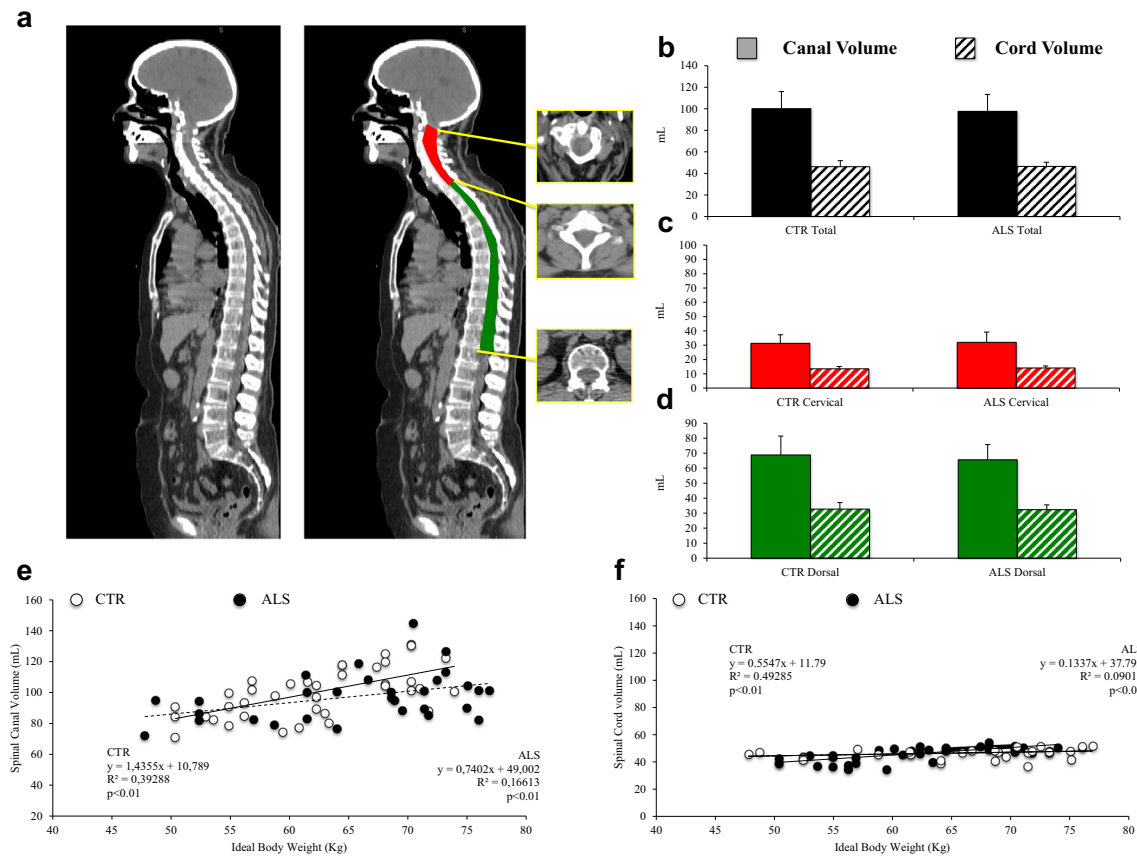 a
S
S
b
Canal Volume
Cord Volume
140
120
100
80
60
40
20
0
mL
CTR Total
ALS Total
c
100
90
80
70
60
50
40
30
20
10
0
mL
CTR Cervical
ALS Cervical
d
90
80
70
60
50
40
30
20
10
0
mL
CTR Dorsal
ALS Dorsal
e
CTR
ALS
160
140
120
100
80
60
40
20
Spinal Canal Volume (mL)
CTR
y = 1,4355x + 10,789
R² = 0,39288
p<0.01
ALS
y = 0,7402x + 49,002
R² = 0,16613
p<0.01
40
45
50
55
60
65
70
75
80
Ideal Body Weight (Kg)
f
CTR
ALS
160
140
120
100
80
60
40
20
0
Spinal Cord volume (mL)
CTR
y = 0.5547x + 11.79
R² = 0.49285
p<0.01
AL
y = 0.1337x + 37.79
R² = 0.0901
p<0.0
40
45
50
55
60
65
70
75
80
Ideal Body Weight (Kg)